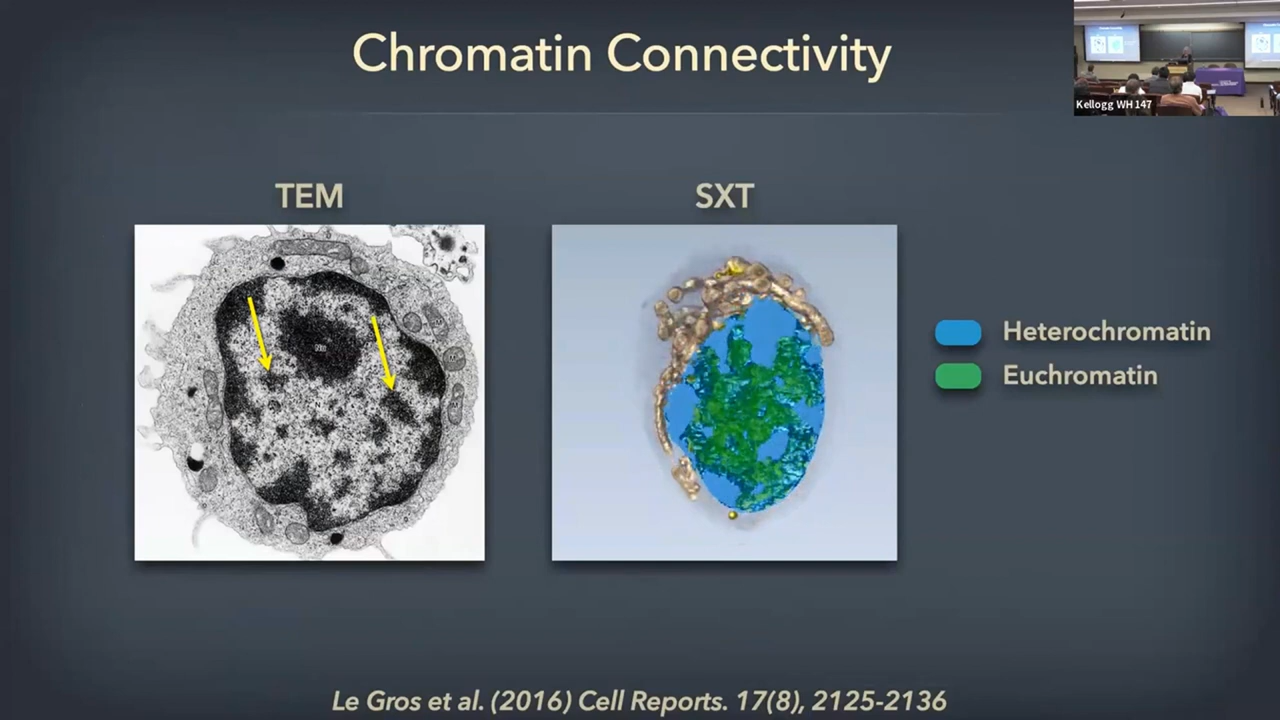 Chromatin Connectivity
Kellogg WH 147
TEM
SXT
Heterochromatin
Euchromatin
Le Gros et al. (2016) Cell Reports. 17(8), 2125-2136